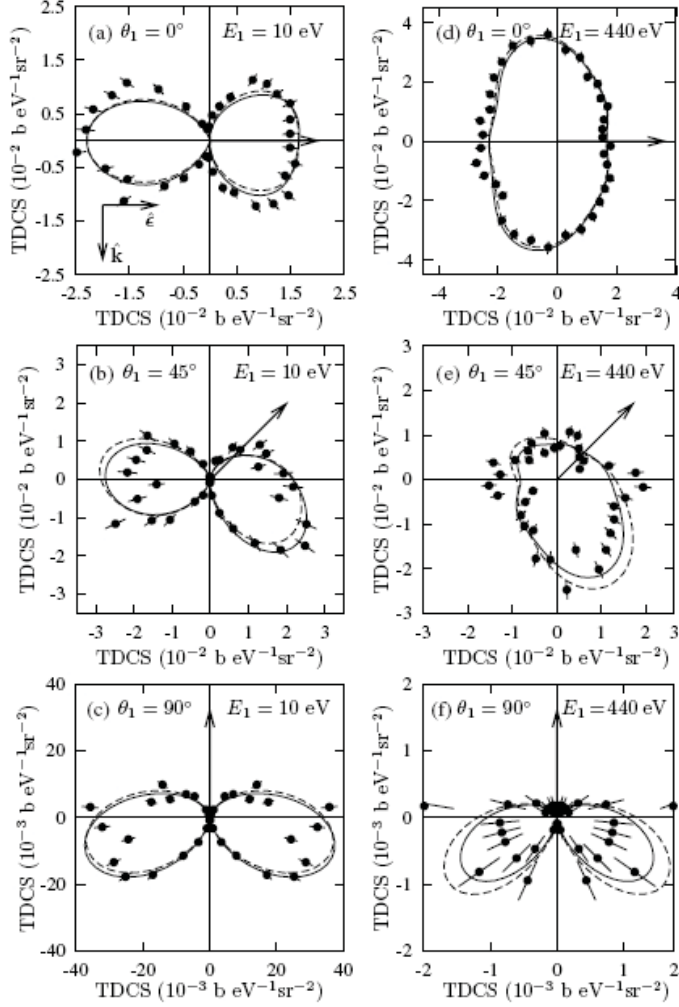 (a) θ₁ = 0° E₁ = 10 eV
TDCS (10⁻² b eV⁻¹sr⁻²)
2.5
1.5
0.5
-0.5
-1.5
-2.5
ε̂
k̂
-2.5 -1.5 -0.5 0.5 1.5 2.5
TDCS (10⁻² b eV⁻¹sr⁻²)
(d) θ₁ = 0° E₁ = 440 eV
TDCS (10⁻² b eV⁻¹sr⁻²)
4
2
0
-2
-4
-4 -2 0 2 4
TDCS (10⁻² b eV⁻¹sr⁻²)
(b) θ₁ = 45° E₁ = 10 eV
TDCS (10⁻² b eV⁻¹sr⁻²)
3
2
1
0
-1
-2
-3
-3 -2 -1 0 1 2 3
TDCS (10⁻² b eV⁻¹sr⁻²)
(e) θ₁ = 45° E₁ = 440 eV
TDCS (10⁻² b eV⁻¹sr⁻²)
3
2
1
0
-1
-2
-3
-3 -2 -1 0 1 2 3
TDCS (10⁻² b eV⁻¹sr⁻²)
(c) θ₁ = 90° E₁ = 10 eV
TDCS (10⁻³ b eV⁻¹sr⁻²)
40
20
0
-20
-40
-40 -20 0 20 40
TDCS (10⁻³ b eV⁻¹sr⁻²)
(f) θ₁ = 90° E₁ = 440 eV
TDCS (10⁻³ b eV⁻¹sr⁻²)
2
1
0
-1
-2
-2 -1 0 1 2
TDCS (10⁻³ b eV⁻¹sr⁻²)